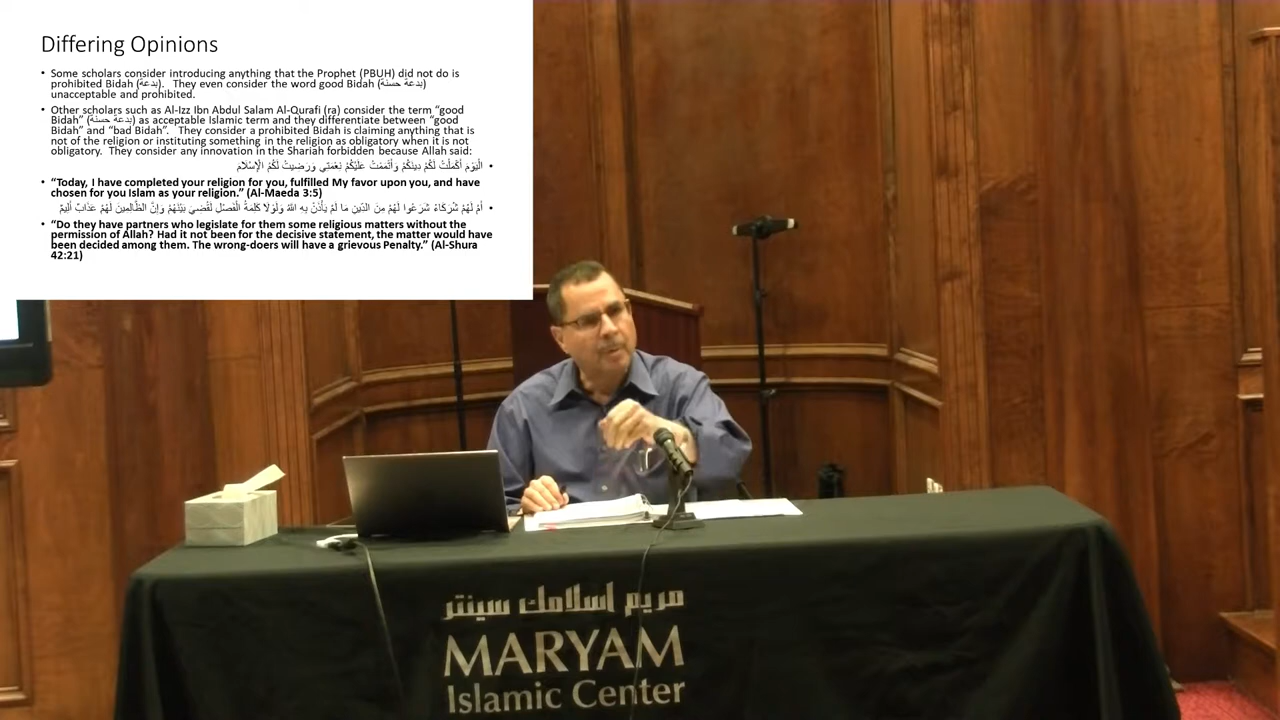 Differing Opinions
• Some scholars consider introducing anything that the Prophet (PBUH) did not do is
prohibited Bidah (بدعة). They even consider the word good Bidah (بدعة حسنة)
unacceptable and prohibited.
• Other scholars such as Al-Izz Ibn Abdul Salam Al-Qurafi (ra) consider the term “good
Bidah” (بدعة حسنة) as acceptable Islamic term and they differentiate between “good
Bidah” and “bad Bidah”. They consider a prohibited Bidah is claiming anything that is
not of the religion or instituting something in the religion as obligatory when it is not
obligatory. They consider any innovation in the Shariah forbidden because Allah said:
• الْيَوْمَ أَكْمَلْتُ لَكُمْ دِينَكُمْ وَأَتْمَمْتُ عَلَيْكُمْ نِعْمَتِي وَرَضِيتُ لَكُمُ الْإِسْلَامَ
• “Today, I have completed your religion for you, fulfilled My favor upon you, and have
chosen for you Islam as your religion.” (Al-Maeda 3:5)
• أَمْ لَهُمْ شُرَكَاءُ شَرَعُوا لَهُمْ مِنَ الدِّينِ مَا لَمْ يَأْذَنْ بِهِ اللَّهُ وَلَوْلَا كَلِمَةُ الْفَصْلِ لَقُضِيَ بَيْنَهُمْ وَإِنَّ الظَّالِمِينَ لَهُمْ عَذَابٌ أَلِيمٌ
• “Do they have partners who legislate for them some religious matters without the
permission of Allah? Had it not been for the decisive statement, the matter would have
been decided among them. The wrong-doers will have a grievous Penalty.” (Al-Shura
42:21)
مريم اسلامك سينتر
MARYAM
Islamic Center